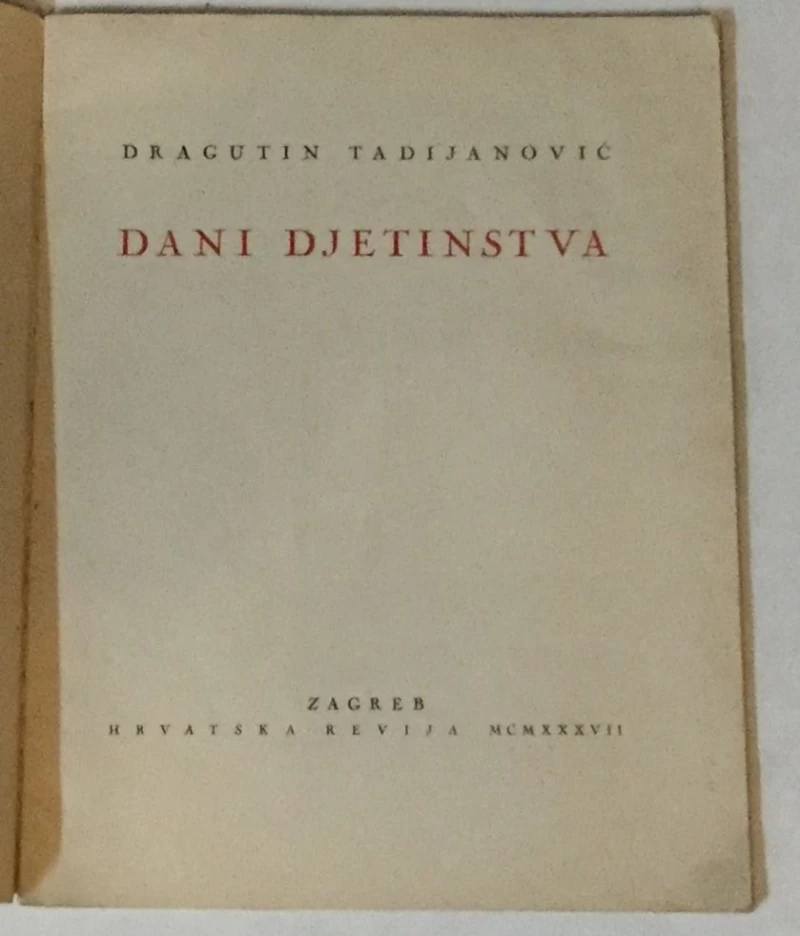 DRAGUTIN TADIJANOVIĆ
DANI DJETINSTVA
ZAGREB
HRVATSKA REVIJA MCMXXXVII